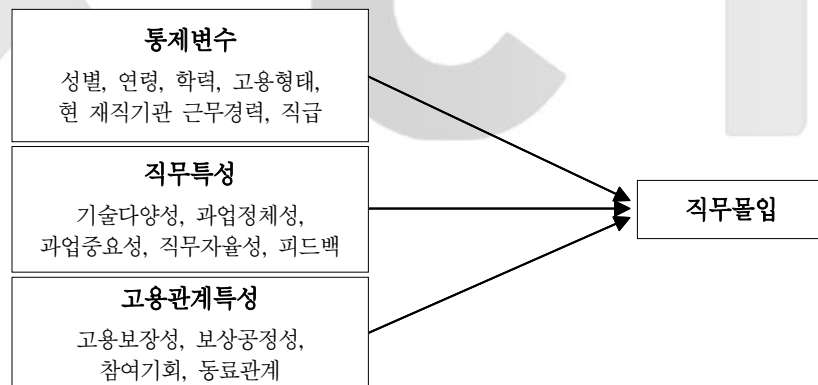 통제변수
성별, 연령, 학력, 고용형태,
현 재직기관 근무경력, 직급
직무특성
기술다양성, 과업정체성,
과업중요성, 직무자율성, 피드백
고용관계특성
고용보장성, 보상공정성,
참여기회, 동료관계
직무몰입